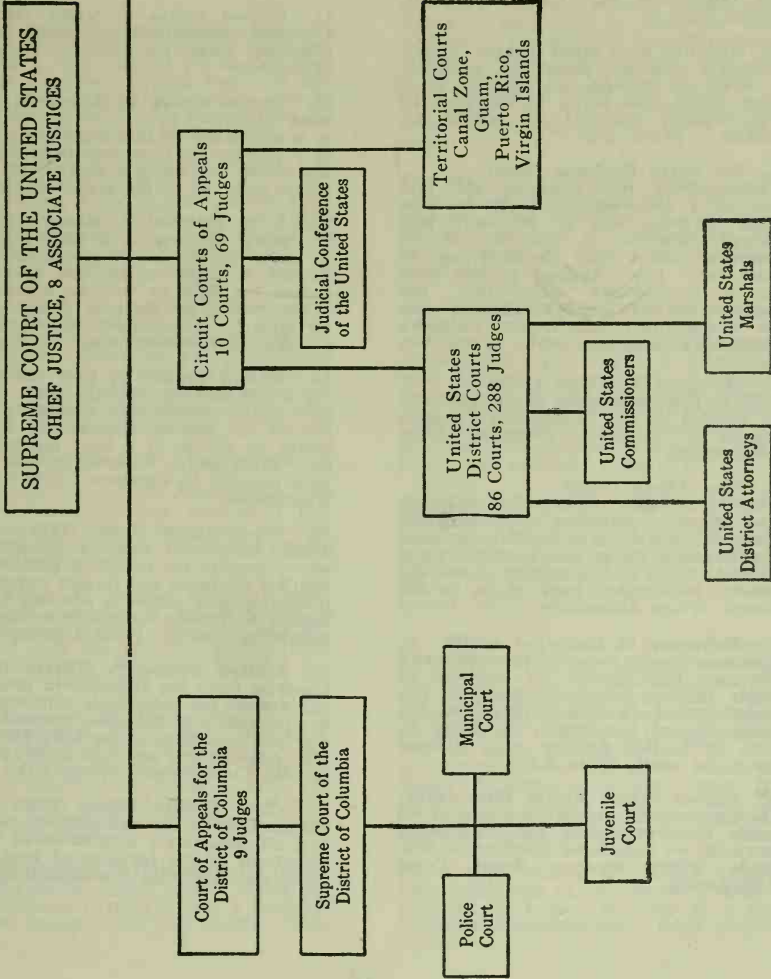 SUPREME COURT OF THE UNITED STATES
CHIEF JUSTICE, 8 ASSOCIATE JUSTICES
Court of Appeals for the
District of Columbia
9 Judges
Circuit Courts of Appeals
10 Courts, 69 Judges
Supreme Court of the
District of Columbia
Judicial Conference
of the United States
Police
Court
Municipal
Court
Juvenile
Court
United States
District Courts
86 Courts, 288 Judges
Territorial Courts
Canal Zone,
Guam,
Puerto Rico,
Virgin Islands
United States
Commissioners
United States
District Attorneys
United States
Marshals